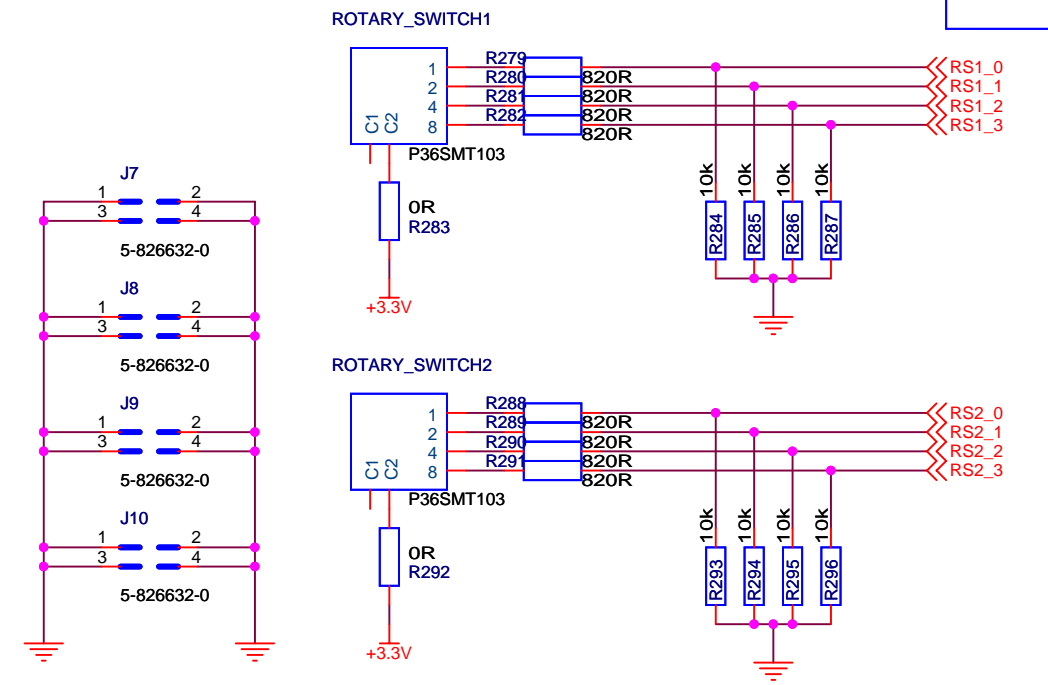 ROTARY_SWITCH1
R279
1
RS1_0
R280
820R
2
RS1_1
R281
820R
4
RS1_2
R282
820R
8
RS1_3
820R
C1
C2
P36SMT103
10k
10k
10k
10k
0R
R283
R284
R285
R286
R287
+3.3V
J7
1
2
3
4
5-826632-0
J8
1
2
3
4
5-826632-0
J9
1
2
3
4
5-826632-0
J10
1
2
3
4
5-826632-0
ROTARY_SWITCH2
R288
1
RS2_0
R289
820R
2
RS2_1
R290
820R
4
RS2_2
R291
820R
8
RS2_3
820R
C1
C2
P36SMT103
10k
10k
10k
10k
0R
R292
R293
R294
R295
R296
+3.3V